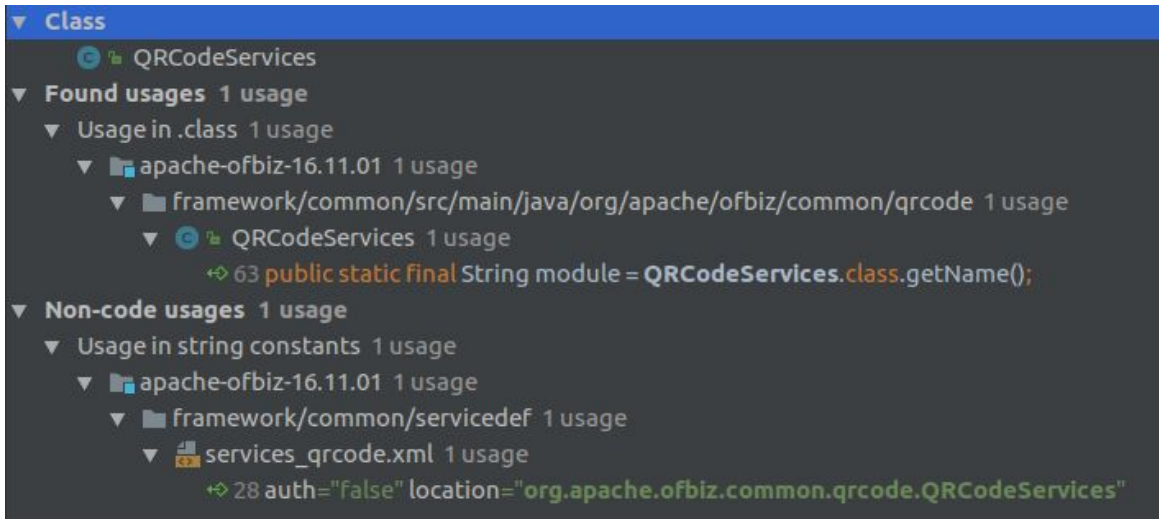 Class
QRCodeServices
Found usages 1 usage
Usage in .class 1 usage
apache-ofbiz-16.11.01 1 usage
framework/common/src/main/java/org/apache/ofbiz/common/qrcode 1 usage
QRCodeServices 1 usage
63 public static final String module = QRCodeServices.class.getName();
Non-code usages 1 usage
Usage in string constants 1 usage
apache-ofbiz-16.11.01 1 usage
framework/common/servicedef 1 usage
services_qrcode.xml 1 usage
28 auth="false" location="org.apache.ofbiz.common.qrcode.QRCodeServices"